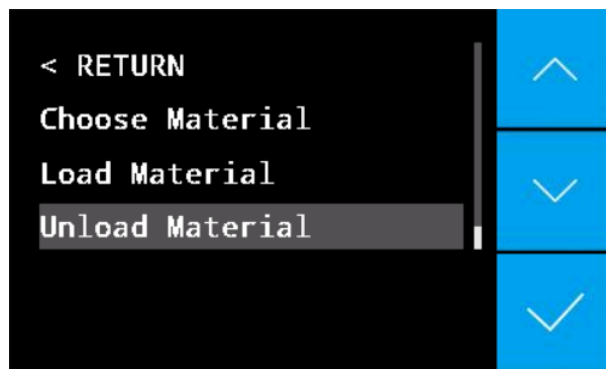 < RETURN
Choose Material
Load Material
Unload Material